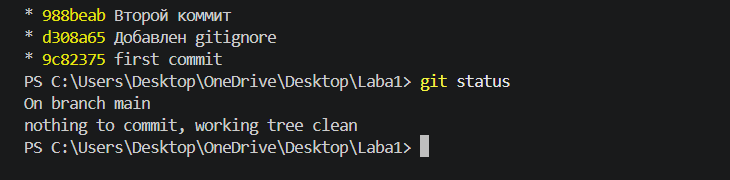 * 988beab Второй коммит
* d308a65 Добавлен gitignore
* 9c82375 first commit
PS C:\Users\Desktop\OneDrive\Desktop\Laba1> git status
On branch main
nothing to commit, working tree clean
PS C:\Users\Desktop\OneDrive\Desktop\Laba1>